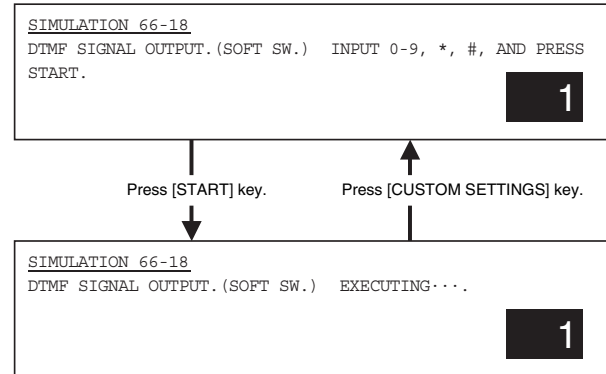 SIMULATION 66-18
DTMF SIGNAL OUTPUT.(SOFT SW.) INPUT 0-9, *, #, AND PRESS
START.
1
Press [START] key. Press [CUSTOM SETTINGS] key.
SIMULATION 66-18
DTMF SIGNAL OUTPUT.(SOFT SW.) EXECUTING···.
1